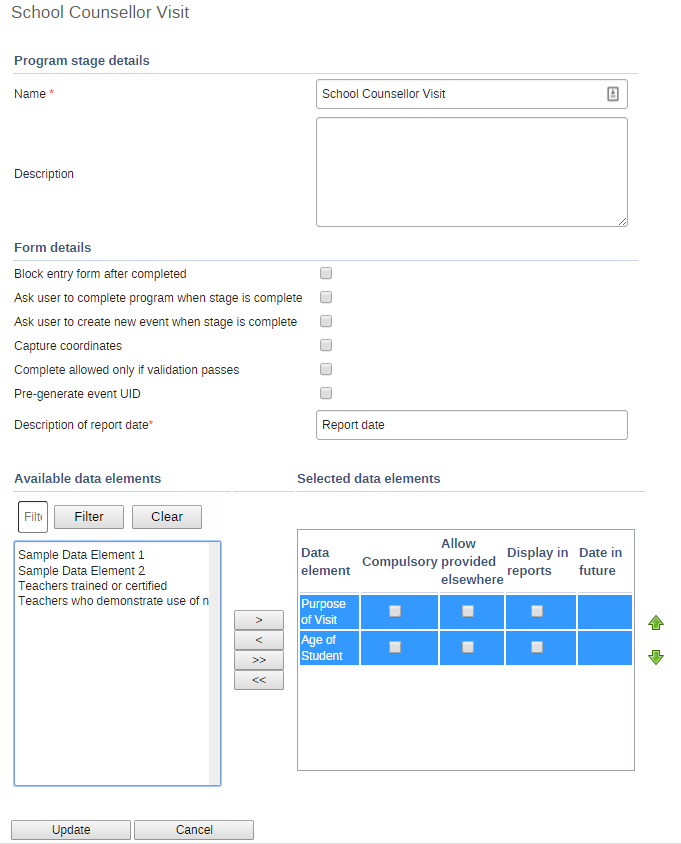 School Counsellor Visit
Program stage details
Name *
School Counsellor Visit
Description
Form details
Block entry form after completed
Ask user to complete program when stage is complete
Ask user to create new event when stage is complete
Capture coordinates
Complete allowed only if validation passes
Pre-generate event UID
Description of report date*
Report date
Available data elements
Selected data elements
Filte
Filter
Clear
Sample Data Element 1
Sample Data Element 2
Teachers trained or certified
Teachers who demonstrate use of n
>
<
>>
<<
Data
element
Compulsory
Allow
provided
elsewhere
Display in
reports
Date in
future
Purpose
of Visit
Age of
Student
Update
Cancel